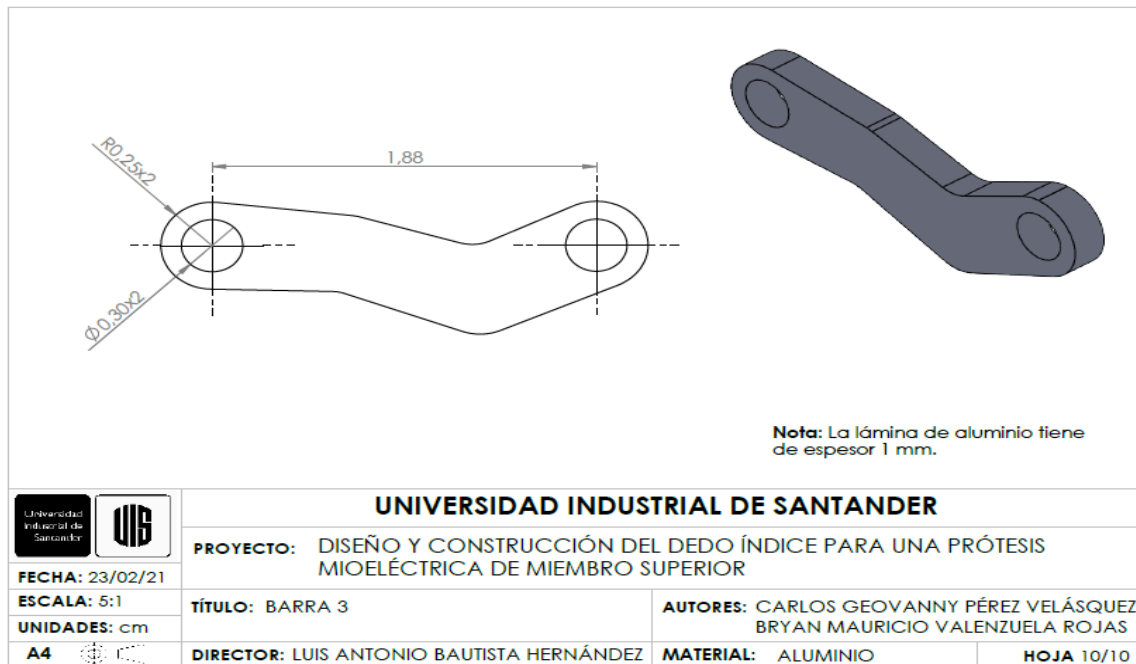 R0,25x2
1,88
Φ0,30x2
Nota: La lámina de aluminio tiene
de espesor 1 mm.
Universidad
Industrial de
Santander
UIS
UNIVERSIDAD INDUSTRIAL DE SANTANDER
PROYECTO: DISEÑO Y CONSTRUCCIÓN DEL DEDO ÍNDICE PARA UNA PRÓTESIS
MIOELÉCTRICA DE MIEMBRO SUPERIOR
FECHA: 23/02/21
ESCALA: 5:1
UNIDADES: cm
A4
TÍTULO: BARRA 3
AUTORES: CARLOS GEOVANNY PÉREZ VELÁSQUEZ
BRYAN MAURICIO VALENZUELA ROJAS
DIRECTOR: LUIS ANTONIO BAUTISTA HERNÁNDEZ
MATERIAL: ALUMINIO
HOJA 10/10